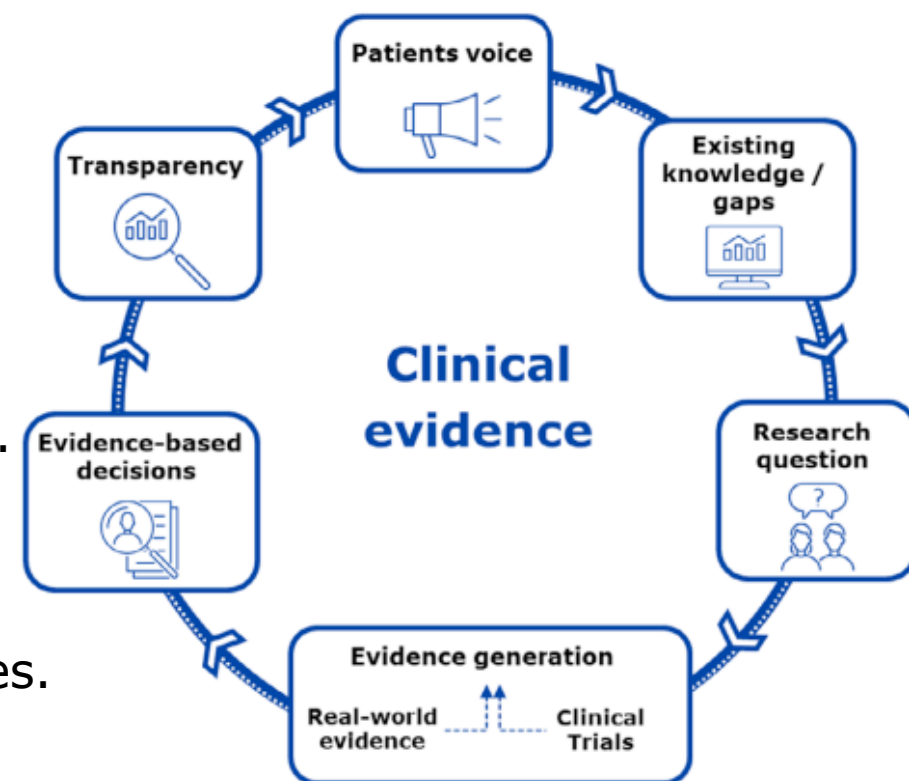 Patients voice
Transparency
Existing
knowledge /
gaps
Clinical
evidence
.
Evidence-based
decisions
Research
question
?
es.
Evidence generation
Real-world
evidence
Clinical
Trials